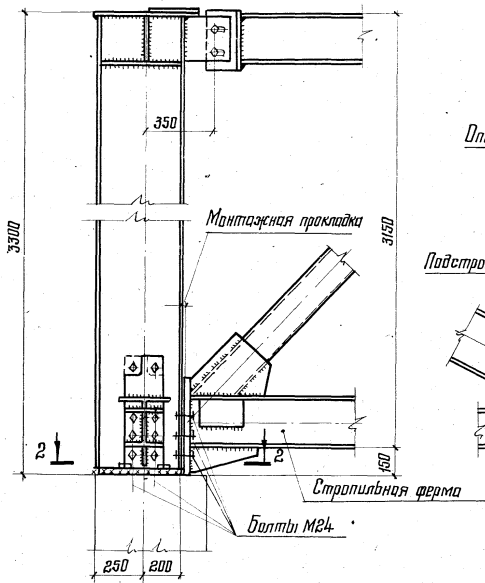 350
Оп
3300
Монтажная прокладка
3150
Подстро
2
2
150
Стропильная ферма
Болты М24
250
200